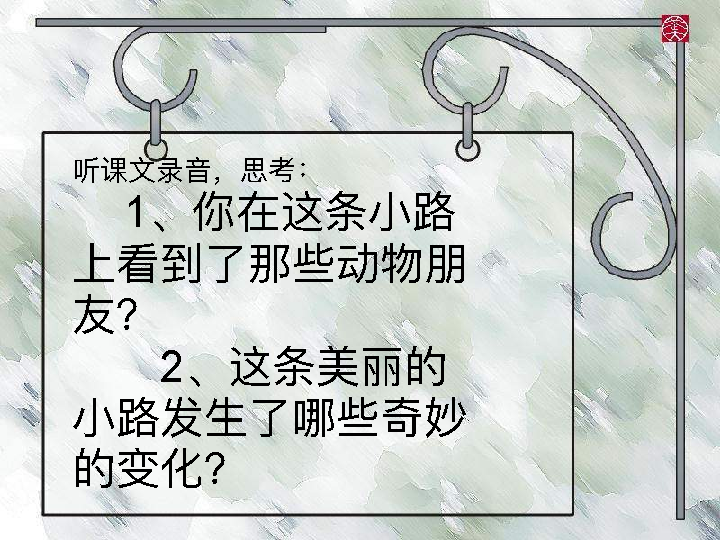 听课文录音，思考：
1、你在这条小路
上看到了那些动物朋
友？
2、这条美丽的
小路发生了哪些奇妙
的变化？